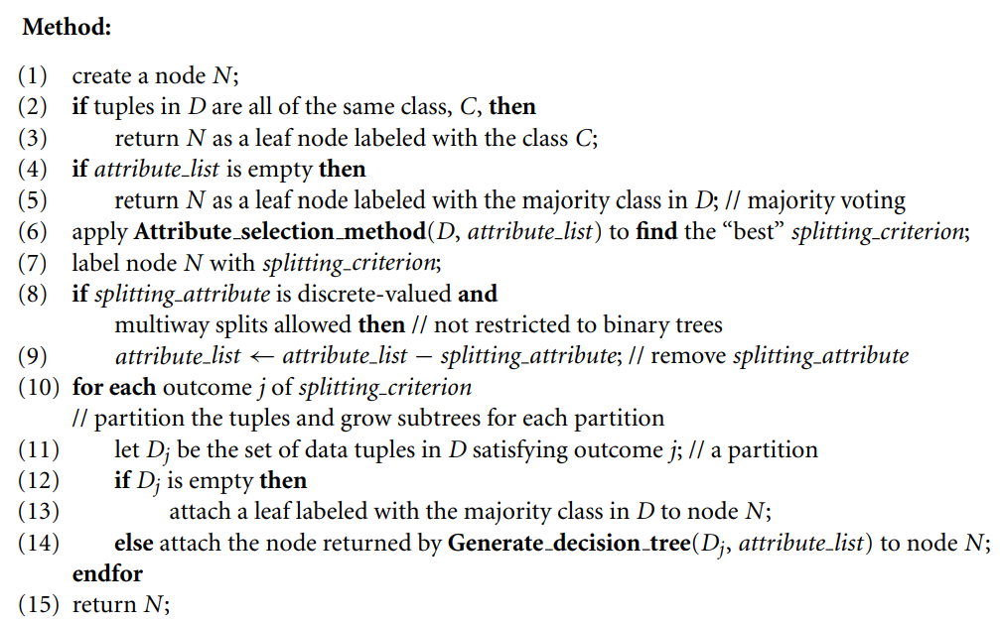 Method:
(1) create a node N;
(2) if tuples in D are all of the same class, C, then
(3) return N as a leaf node labeled with the class C;
(4) if attribute_list is empty then
(5) return N as a leaf node labeled with the majority class in D; // majority voting
(6) apply Attribute_selection_method(D, attribute_list) to find the “best” splitting_criterion;
(7) label node N with splitting_criterion;
(8) if splitting_attribute is discrete-valued and
multiway splits allowed then // not restricted to binary trees
(9) attribute_list ← attribute_list − splitting_attribute; // remove splitting_attribute
(10) for each outcome j of splitting_criterion
// partition the tuples and grow subtrees for each partition
(11) let Dj be the set of data tuples in D satisfying outcome j; // a partition
(12) if Dj is empty then
(13) attach a leaf labeled with the majority class in D to node N;
(14) else attach the node returned by Generate_decision_tree(Dj, attribute_list) to node N;
endfor
(15) return N;